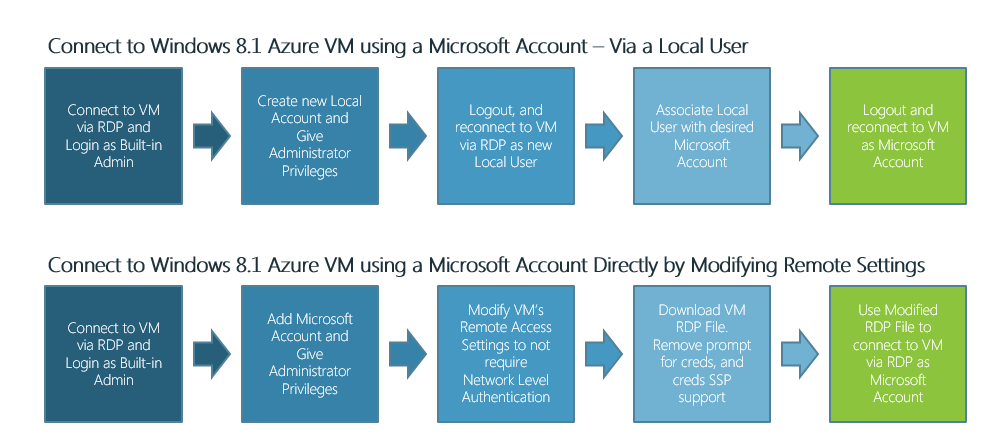 Connect to Windows 8.1 Azure VM using a Microsoft Account – Via a Local User
Connect to VM
via RDP and
Login as Built-in
Admin
Create new Local
Account and
Give
Administrator
Privileges
Logout, and
reconnect to VM
via RDP as new
Local User
Associate Local
User with desired
Microsoft
Account
Logout and
reconnect to VM
as Microsoft
Account
Connect to Windows 8.1 Azure VM using a Microsoft Account Directly by Modifying Remote Settings
Connect to VM
via RDP and
Login as Built-in
Admin
Add Microsoft
Account and
Give
Administrator
Privileges
Modify VM's
Remote Access
Settings to not
require
Network Level
Authentication
Download VM
RDP File.
Remove prompt
for creds, and
creds SSP
support
Use Modified
RDP File to
connect to VM
via RDP as
Microsoft
Account